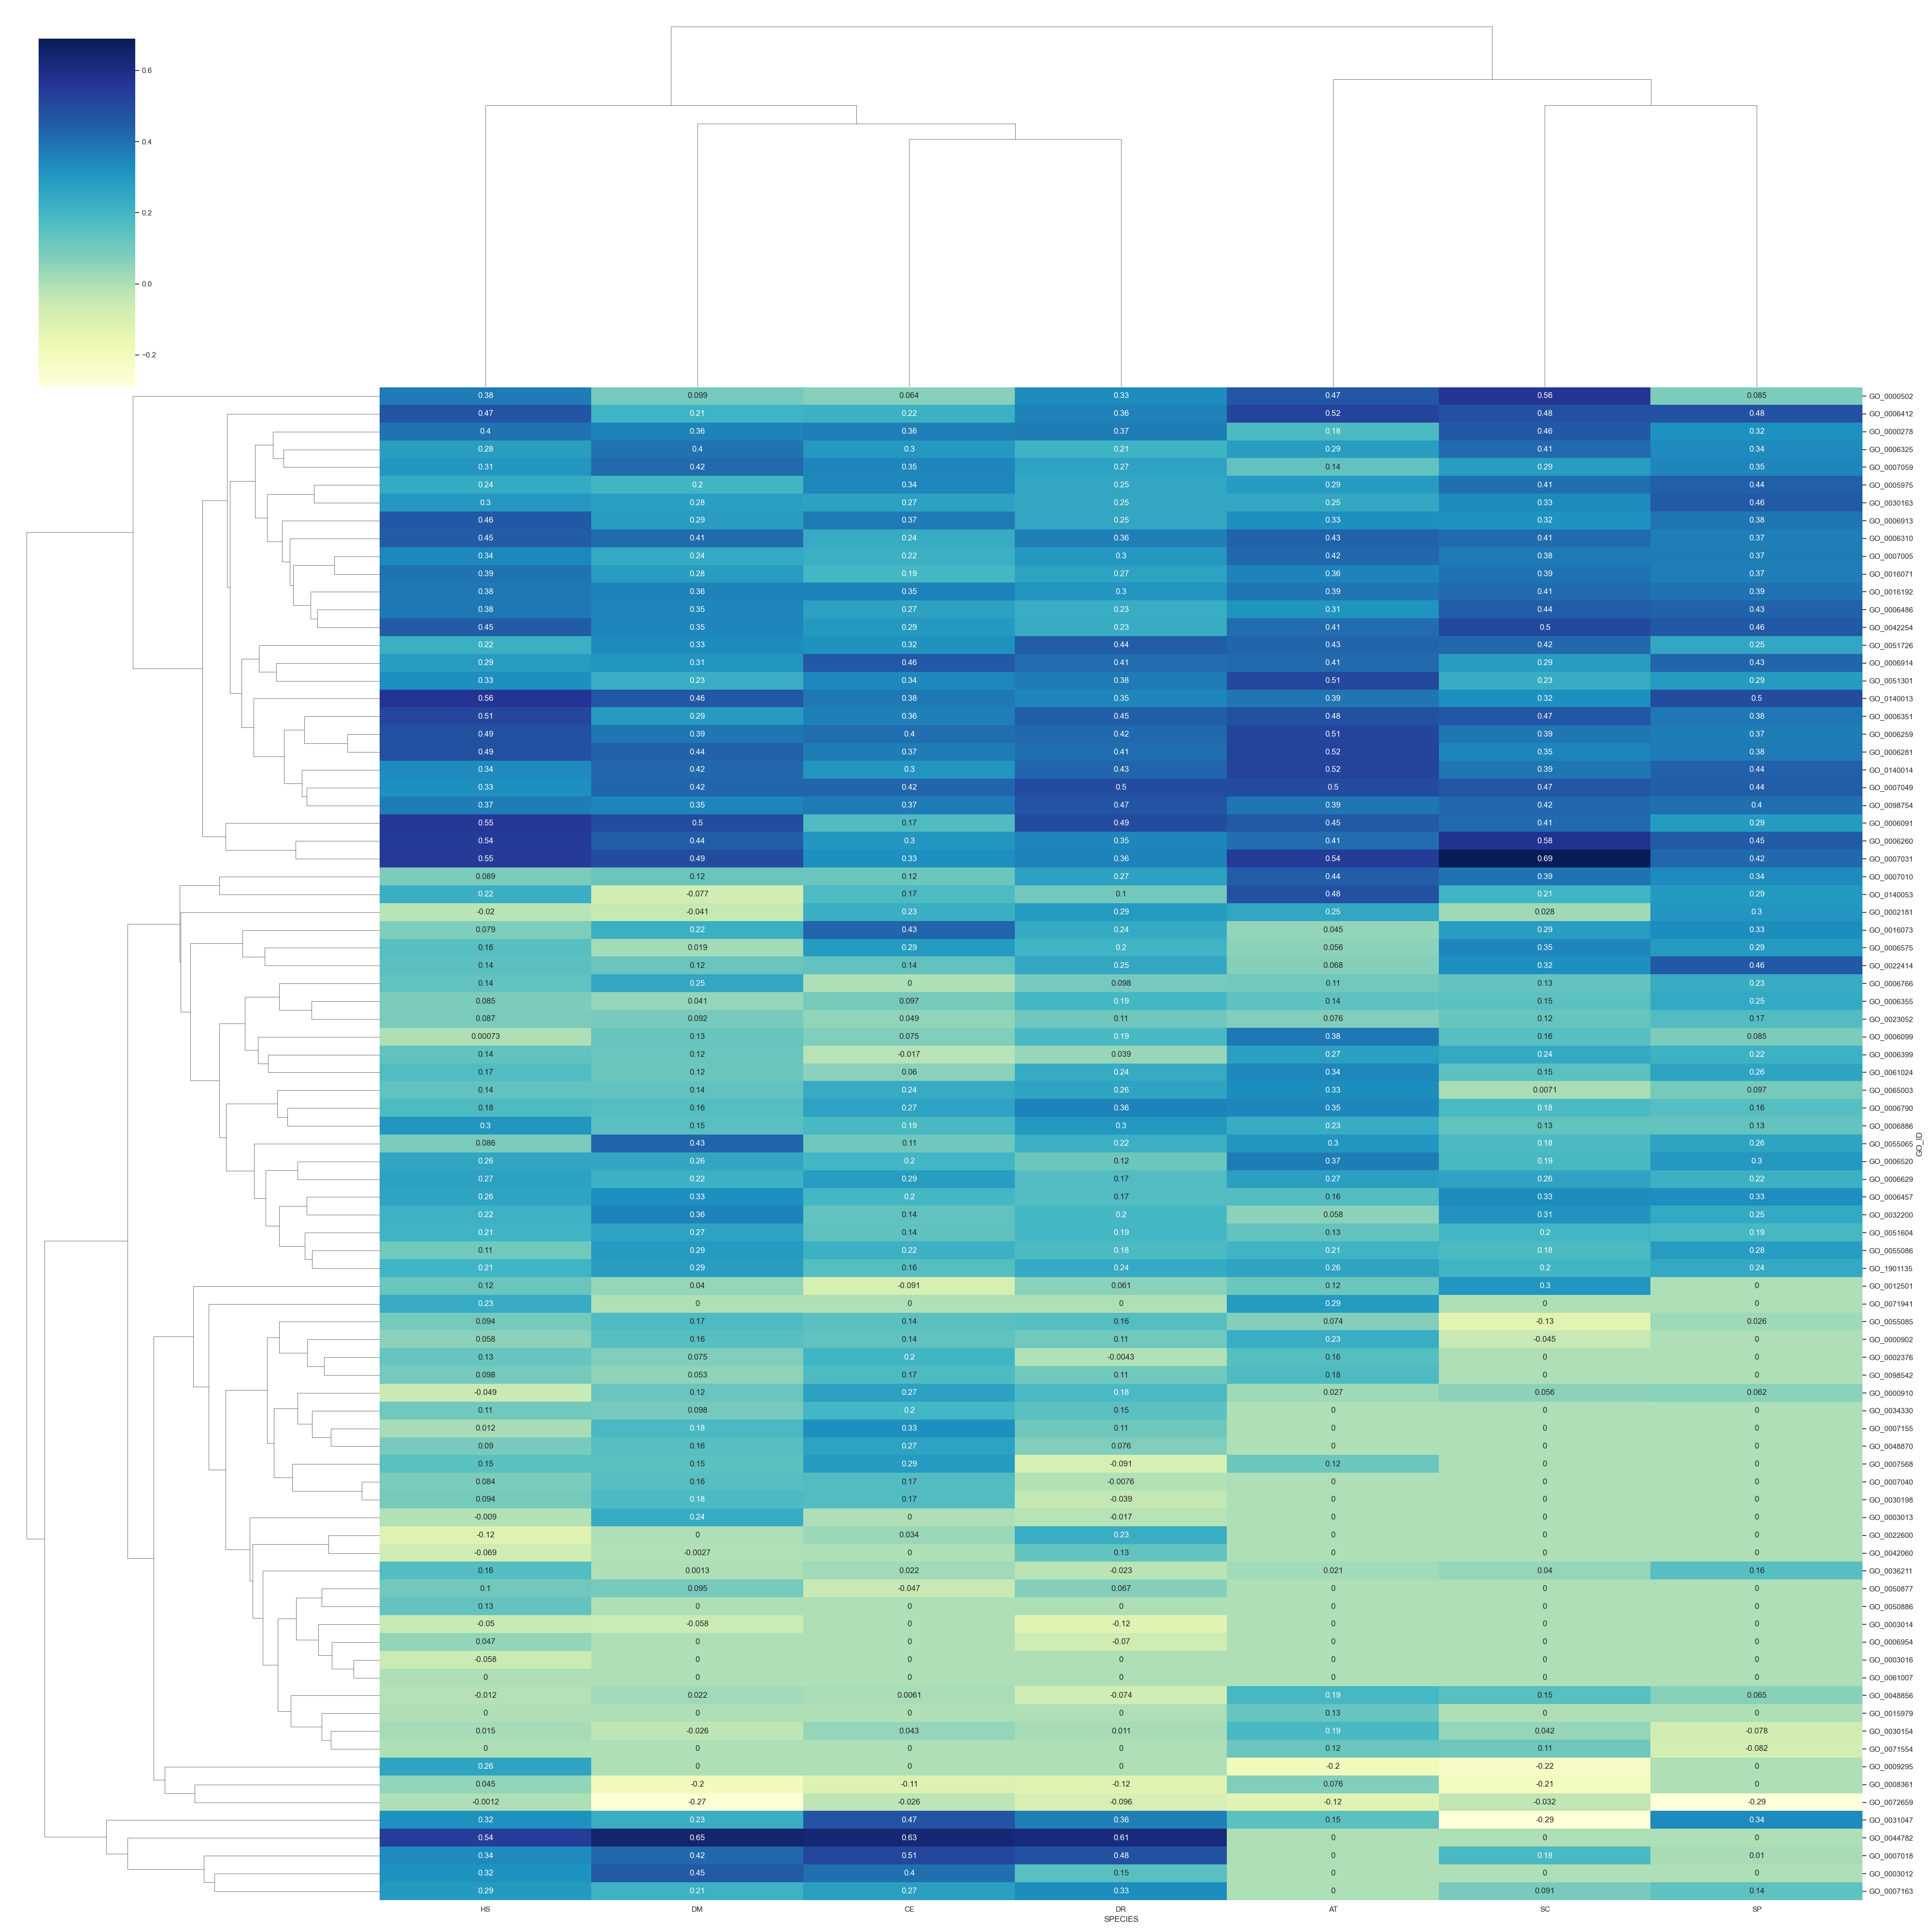 0.6
0.4
0.2
0.0
−0.2
0.38 0.099 0.064 0.33 0.47 0.56 0.085 GO_0000502
0.47 0.21 0.22 0.36 0.52 0.48 0.48 GO_0006412
0.4 0.36 0.36 0.37 0.18 0.46 0.32 GO_0000278
0.28 0.4 0.3 0.21 0.29 0.41 0.34 GO_0006325
0.31 0.42 0.35 0.27 0.14 0.29 0.35 GO_0007059
0.24 0.2 0.34 0.25 0.29 0.41 0.44 GO_0005975
0.3 0.28 0.27 0.25 0.25 0.33 0.46 GO_0030163
0.46 0.29 0.37 0.25 0.33 0.32 0.38 GO_0006913
0.45 0.41 0.24 0.36 0.43 0.41 0.37 GO_0006310
0.34 0.24 0.22 0.3 0.42 0.38 0.37 GO_0007005
0.39 0.28 0.19 0.27 0.36 0.39 0.37 GO_0016071
0.38 0.36 0.35 0.3 0.39 0.41 0.39 GO_0016192
0.38 0.35 0.27 0.23 0.31 0.44 0.43 GO_0006486
0.45 0.35 0.29 0.23 0.41 0.5 0.46 GO_0042254
0.22 0.33 0.32 0.44 0.43 0.42 0.25 GO_0051726
0.29 0.31 0.46 0.41 0.41 0.29 0.43 GO_0006914
0.33 0.23 0.34 0.38 0.51 0.23 0.29 GO_0051301
0.56 0.46 0.38 0.35 0.39 0.32 0.5 GO_0140013
0.51 0.29 0.36 0.45 0.48 0.47 0.38 GO_0006351
0.49 0.39 0.4 0.42 0.51 0.39 0.37 GO_0006259
0.49 0.44 0.37 0.41 0.52 0.35 0.38 GO_0006281
0.34 0.42 0.3 0.43 0.52 0.39 0.44 GO_0140014
0.33 0.42 0.42 0.5 0.5 0.47 0.44 GO_0007049
0.37 0.35 0.37 0.47 0.39 0.42 0.4 GO_0098754
0.55 0.5 0.17 0.49 0.45 0.41 0.29 GO_0006091
0.54 0.44 0.3 0.35 0.41 0.58 0.45 GO_0006260
0.55 0.49 0.33 0.36 0.54 0.69 0.42 GO_0007031
0.089 0.12 0.12 0.27 0.44 0.39 0.34 GO_0007010
0.22 -0.077 0.17 0.1 0.48 0.21 0.29 GO_0140053
-0.02 -0.041 0.23 0.29 0.25 0.028 0.3 GO_0002181
0.079 0.22 0.43 0.24 0.045 0.29 0.33 GO_0016073
0.16 0.019 0.29 0.2 0.056 0.35 0.29 GO_0006575
0.14 0.12 0.14 0.25 0.068 0.32 0.46 GO_0022414
0.14 0.25 0 0.098 0.11 0.13 0.23 GO_0006766
0.085 0.041 0.097 0.19 0.14 0.15 0.25 GO_0006355
0.087 0.092 0.049 0.11 0.076 0.12 0.17 GO_0023052
0.00073 0.13 0.075 0.19 0.38 0.16 0.085 GO_0006099
0.14 0.12 -0.017 0.039 0.27 0.24 0.22 GO_0006399
0.17 0.12 0.06 0.24 0.34 0.15 0.26 GO_0061024
0.14 0.14 0.24 0.26 0.33 0.0071 0.097 GO_0065003
0.18 0.16 0.27 0.36 0.35 0.18 0.16 GO_0006790
0.3 0.15 0.19 0.3 0.23 0.13 0.13 GO_0006886
0.086 0.43 0.11 0.22 0.3 0.18 0.26 GO_0055065
0.26 0.26 0.2 0.12 0.37 0.19 0.3 GO_0006520
0.27 0.22 0.29 0.17 0.27 0.26 0.22 GO_0006629
0.26 0.33 0.2 0.17 0.16 0.33 0.33 GO_0006457
0.22 0.36 0.14 0.2 0.058 0.31 0.25 GO_0032200
0.21 0.27 0.14 0.19 0.13 0.2 0.19 GO_0051604
0.11 0.29 0.22 0.18 0.21 0.18 0.28 GO_0055086
0.21 0.29 0.16 0.24 0.26 0.2 0.24 GO_1901135
0.12 0.04 -0.091 0.061 0.12 0.3 0 GO_0012501
0.23 0 0 0 0.29 0 0 GO_0071941
0.094 0.17 0.14 0.16 0.074 -0.13 0.026 GO_0055085
0.058 0.16 0.14 0.11 0.23 -0.045 0 GO_0000902
0.13 0.075 0.2 -0.0043 0.16 0 0 GO_0002376
0.098 0.053 0.17 0.11 0.18 0 0 GO_0098542
-0.049 0.12 0.27 0.18 0.027 0.056 0.062 GO_0000910
0.11 0.098 0.2 0.15 0 0 0 GO_0034330
0.012 0.18 0.33 0.11 0 0 0 GO_0007155
0.09 0.16 0.27 0.076 0 0 0 GO_0048870
0.15 0.15 0.29 -0.091 0.12 0 0 GO_0007568
0.084 0.16 0.17 -0.0076 0 0 0 GO_0007040
0.094 0.18 0.17 -0.039 0 0 0 GO_0030198
-0.009 0.24 0 -0.017 0 0 0 GO_0003013
-0.12 0 0.034 0.23 0 0 0 GO_0022600
-0.069 -0.0027 0 0.13 0 0 0 GO_0042060
0.16 0.0013 0.022 -0.023 0.021 0.04 0.16 GO_0036211
0.1 0.095 -0.047 0.067 0 0 0 GO_0050877
0.13 0 0 0 0 0 0 GO_0050886
-0.05 -0.058 0 -0.12 0 0 0 GO_0003014
0.047 0 0 -0.07 0 0 0 GO_0006954
-0.058 0 0 0 0 0 0 GO_0003016
0 0 0 0 0 0 0 GO_0061007
-0.012 0.022 0.0061 -0.074 0.19 0.15 0.065 GO_0048856
0 0 0 0 0.13 0 0 GO_0015979
0.015 -0.026 0.043 0.011 0.19 0.042 -0.078 GO_0030154
0 0 0 0 0.12 0.11 -0.082 GO_0071554
0.26 0 0 0 -0.2 -0.22 0 GO_0009295
0.045 -0.2 -0.11 -0.12 0.076 -0.21 0 GO_0008361
-0.0012 -0.27 -0.026 -0.096 -0.12 -0.032 -0.29 GO_0072659
0.32 0.23 0.47 0.36 0.15 -0.29 0.34 GO_0031047
0.54 0.65 0.63 0.61 0 0 0 GO_0044782
0.34 0.42 0.51 0.48 0 0.18 0.01 GO_0007018
0.32 0.45 0.4 0.15 0 0 0 GO_0003012
0.29 0.21 0.27 0.33 0 0.091 0.14 GO_0007163
GO_ID
HS DM CE DR AT SC SP
SPECIES